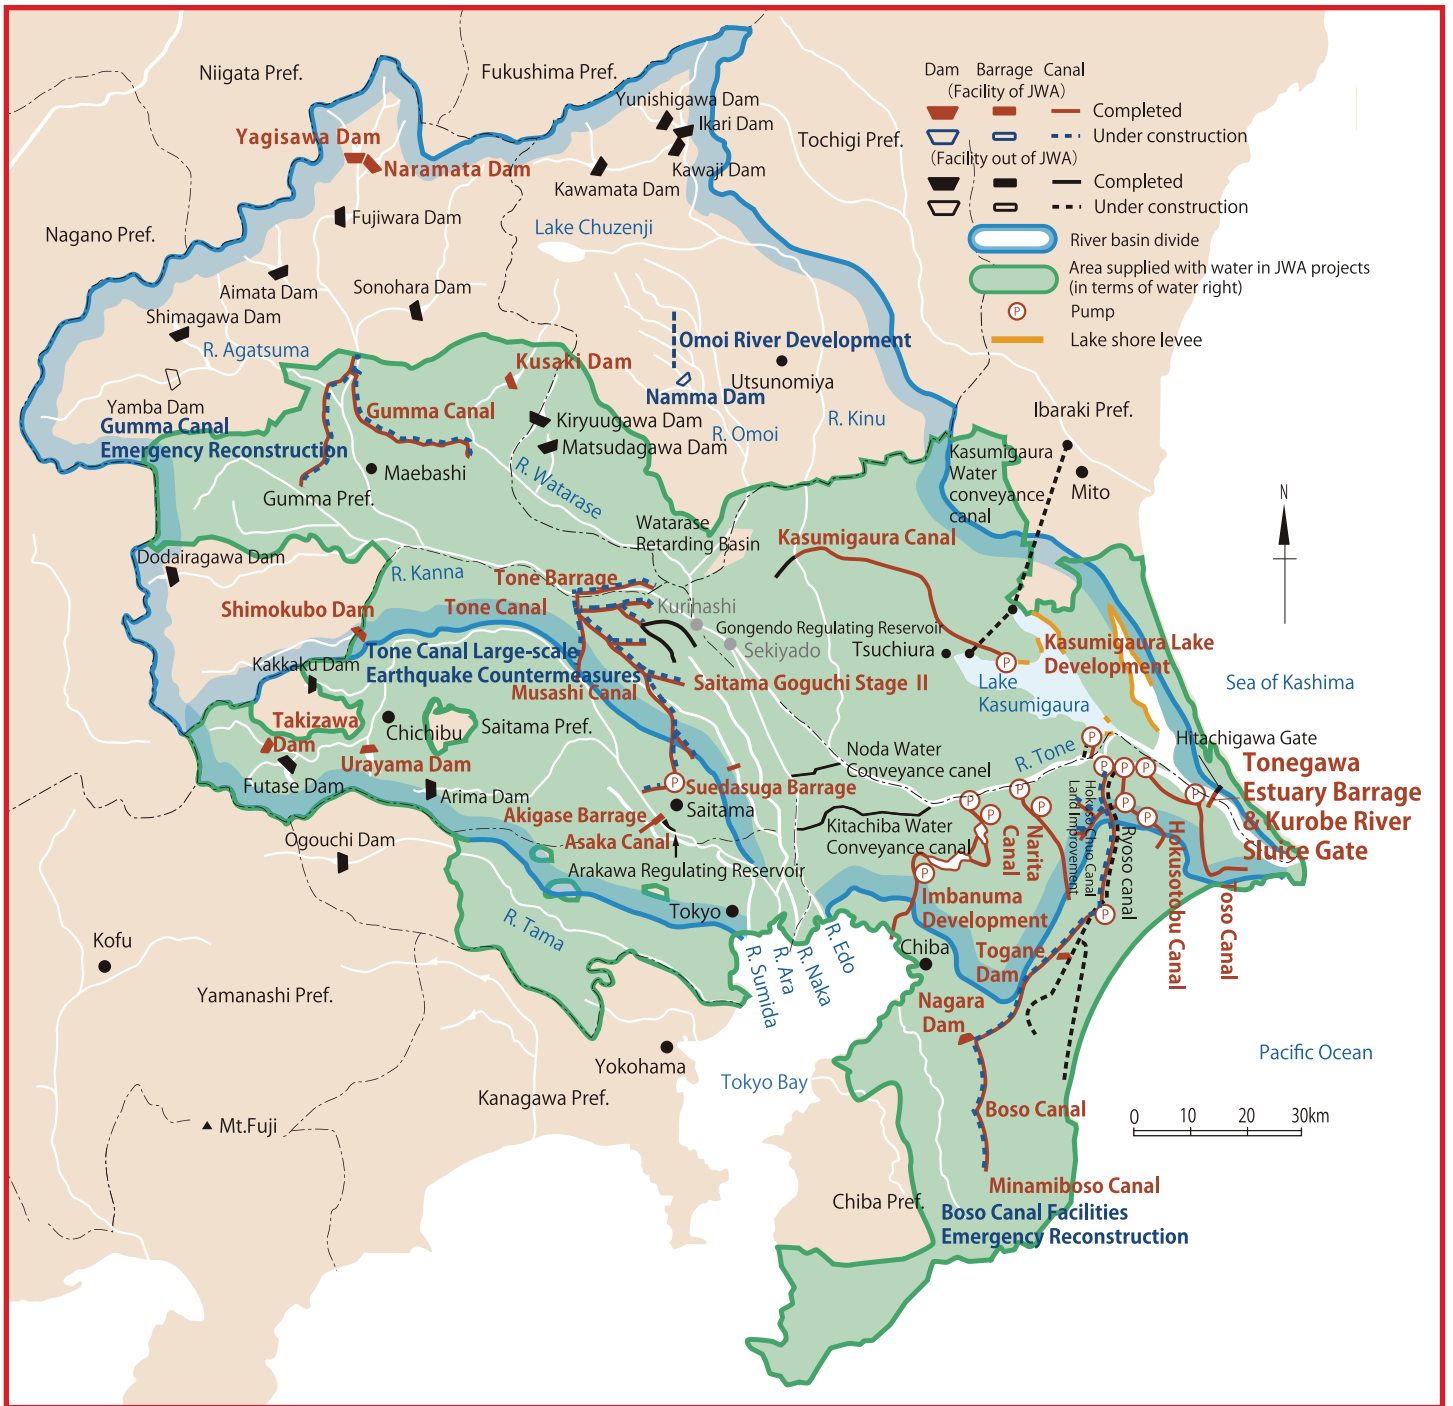 Niigata Pref.
Fukushima Pref.
Dam Barrage Canal
(Facility of JWA)
Completed
Under construction
(Facility out of JWA)
Completed
Under construction
River basin divide
Area supplied with water in JWA projects
(in terms of water right)
P
Pump
Lake shore levee
Yunishigawa Dam
Ikari Dam
Kawaji Dam
Kawamata Dam
Tochigi Pref.
Yagisawa Dam
Naramata Dam
Fujiwara Dam
Nagano Pref.
Lake Chuzenji
Aimata Dam
Sonohara Dam
Shimagawa Dam
R. Agatsuma
Omoi River Development
Kusaki Dam
Utsunomiya
Namma Dam
Yamba Dam
Gumma Canal
Emergency Reconstruction
Gumma Canal
Kiryuugawa Dam
Matsudagawa Dam
R. Omoi
R. Kinu
Ibaraki Pref.
Maebashi
Gumma Pref.
R. Watarase
Kasumigaura
Water
conveyance
canal
Mito
N
Watarase
Retarding Basin
Kasumigaura Canal
Dodairagawa Dam
R. Kanna
Tone Barrage
Tone Canal
Kurihashi
Shimokubo Dam
Gongendo Regulating Reservoir
Sekiyado
Tsuchiura
Kasumigaura Lake
Development
P
Tone Canal Large-scale
Earthquake Countermeasures
Kakkaku Dam
Musashi Canal
Saitama Goguchi Stage II
Lake
Kasumigaura
Sea of Kashima
Takizawa
Dam
Chichibu
Saitama Pref.
Urayama Dam
Futase Dam
Arima Dam
Noda Water
Conveyance canel
R. Tone
P
Hitachigawa Gate
Tonegawa
Estuary Barrage
& Kurobe River
Sluice Gate
P
P
P
P
P
P
P
P
P
P
P
Suedasuga Barrage
Saitama
Akigase Barrage
Asaka Canal
Kitachiba Water
Conveyance canal
Ogouchi Dam
Arakawa Regulating Reservoir
Narita
Canal
Hokuso Chuo Canal
Land Improvement
Ryoso canal
Hokusotobu Canal
Toso Canal
P
Imbanuma
Development
P
Tokyo
R. Tama
Kofu
R. Sumida
R. Ara
R. Naka
R. Edo
Chiba
Togane
Dam
Nagara
Dam
Yamanashi Pref.
Yokohama
Tokyo Bay
Pacific Ocean
Kanagawa Pref.
Mt.Fuji
Boso Canal
0 10 20 30km
Minamiboso Canal
Chiba Pref.
Boso Canal Facilities
Emergency Reconstruction